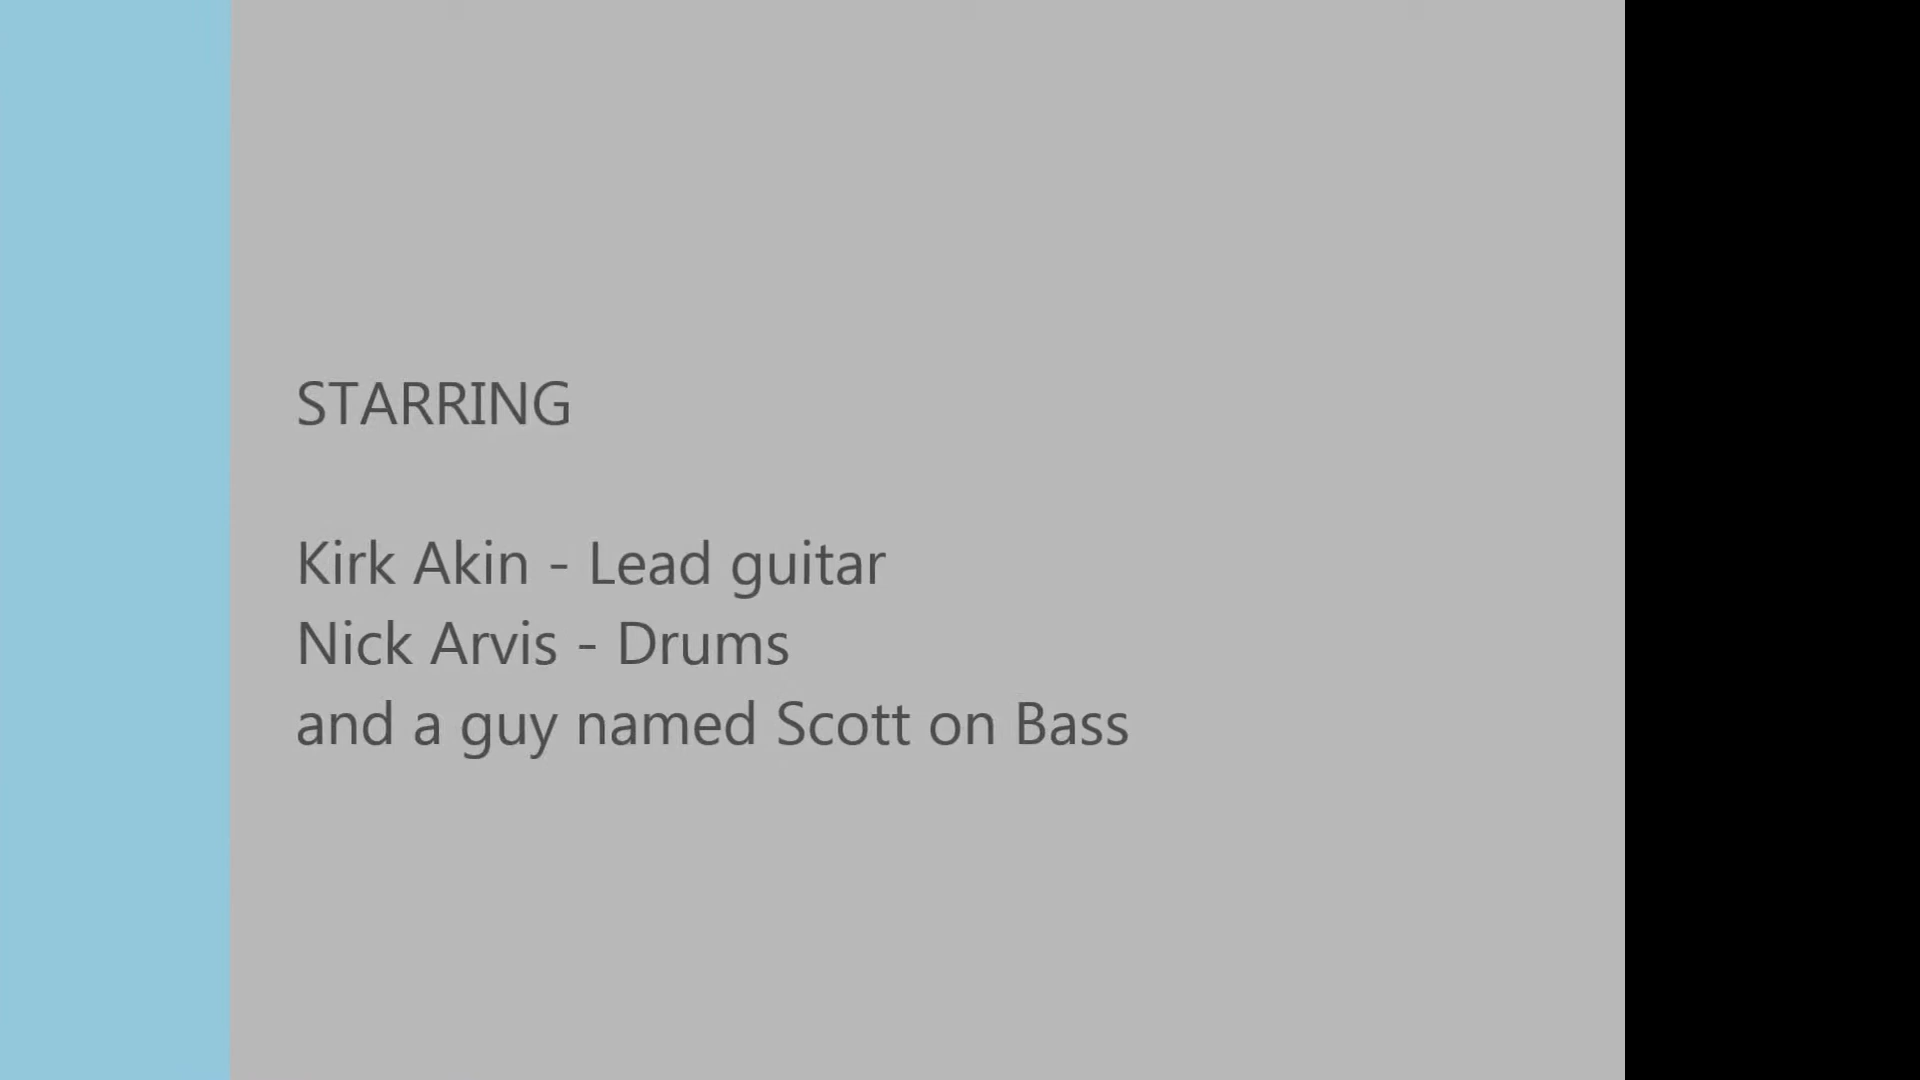 STARRING
Kirk Akin - Lead guitar
Nick Arvis - Drums
and a guy named Scott on Bass